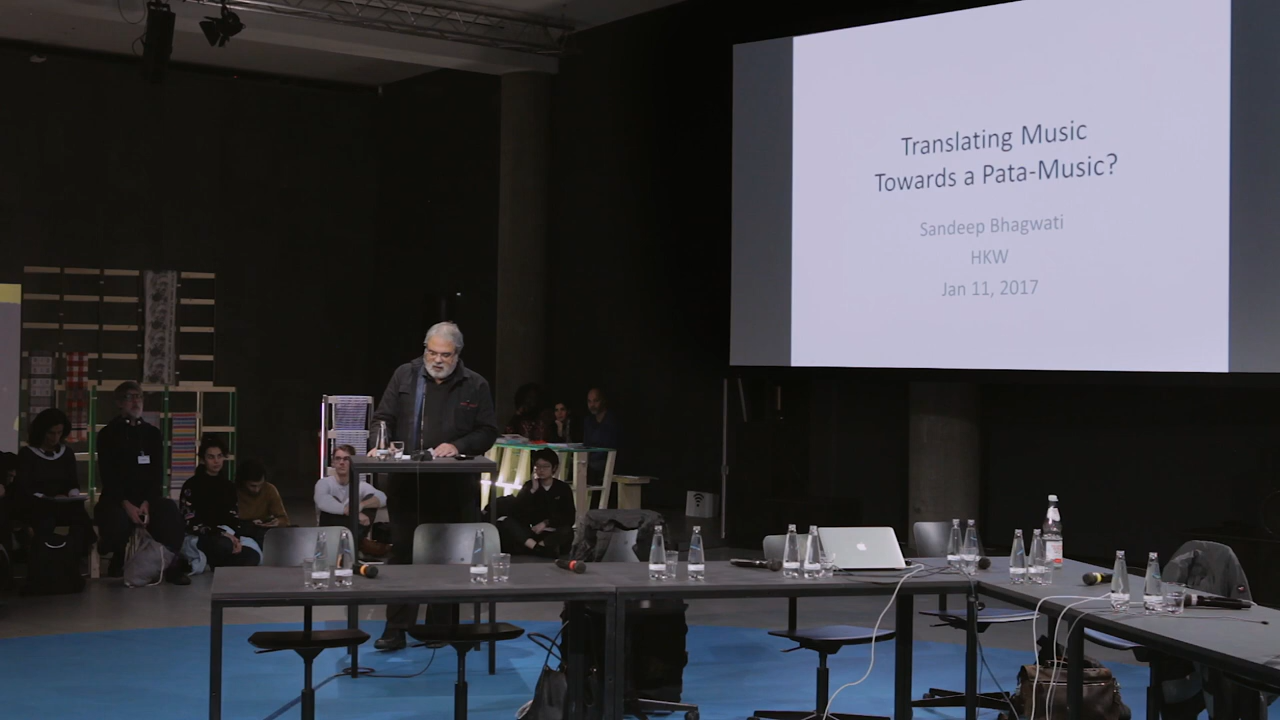 Translating Music
Towards a Pata-Music?
Sandeep Bhagwati
HKW
Jan 11, 2017